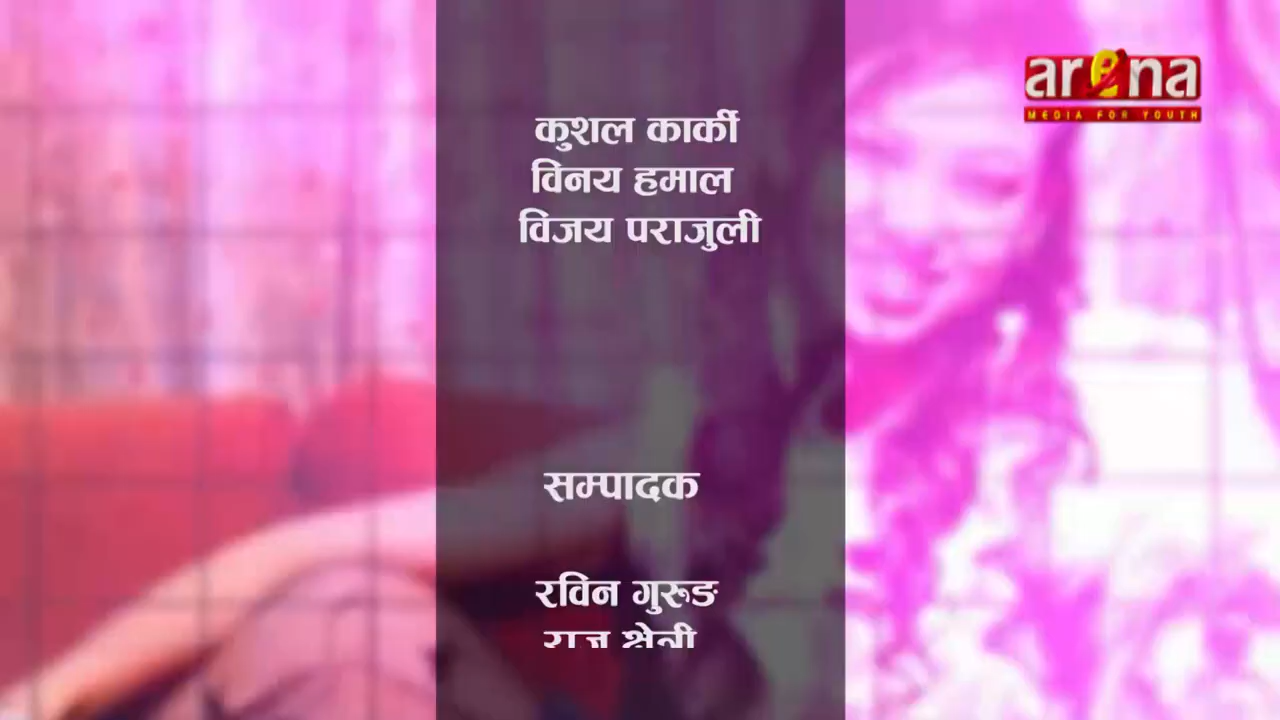 arena
MEDIA FOR YOUTH
कुशल कार्की
विनय हमाल
विजय पराजुली
सम्पादक
रविन गुरुङ
राज